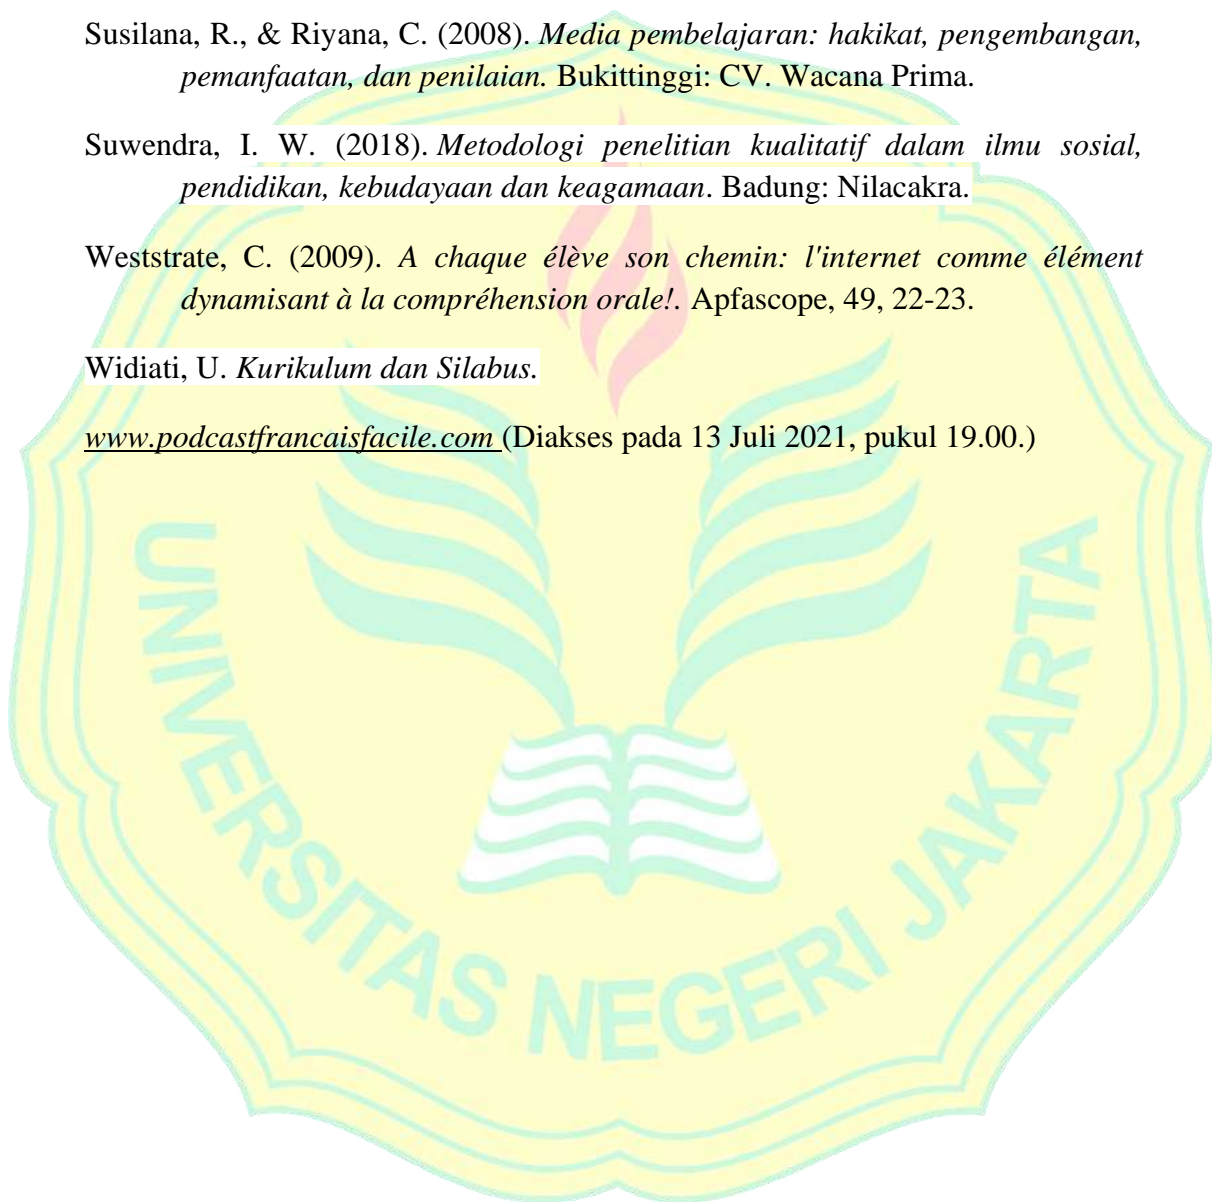 Susilana, R., & Riyana, C. (2008). Media pembelajaran: hakikat, pengembangan,
pemanfaatan, dan penilaian. Bukittinggi: CV. Wacana Prima.
Suwendra, I. W. (2018). Metodologi penelitian kualitatif dalam ilmu sosial,
pendidikan, kebudayaan dan keagamaan. Badung: Nilacakra.
Weststrate, C. (2009). A chaque élève son chemin: l'internet comme élément
dynamisant à la compréhension orale!. Apfascope, 49, 22-23.
Widiati, U. Kurikulum dan Silabus.
www.podcastfrancaisfacile.com (Diakses pada 13 Juli 2021, pukul 19.00.)
UNIVERSITAS NEGERI JAKARTA